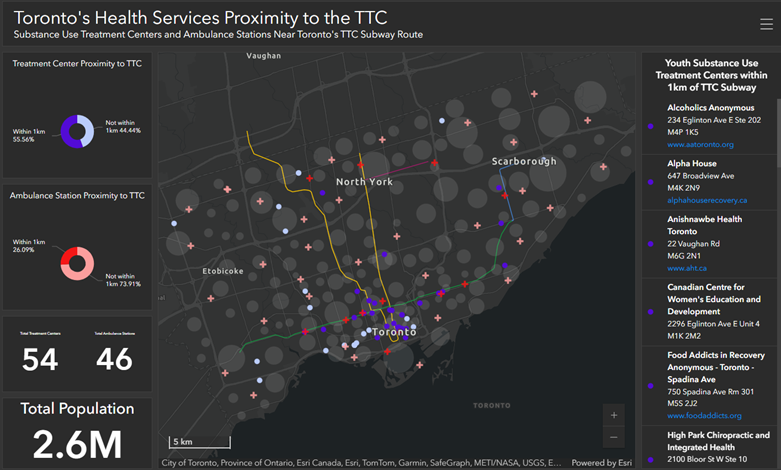 Toronto's Health Services Proximity to the TTC
Substance Use Treatment Centers and Ambulance Stations Near Toronto's TTC Subway Route
Treatment Center Proximity to TTC
Within 1km
55.56%
Not within
1km 44.44%
Ambulance Station Proximity to TTC
Within 1km
26.09%
Not within
1km 73.91%
Total Treatment Centers
54
Total Ambulance Stations
46
Total Population
2.6M
Vaughan
North York
Scarborough
Etobicoke
Toronto
TORONTO
+
−
5 km
City of Toronto, Province of Ontario, Esri Canada, Esri, TomTom, Garmin, SafeGraph, METI/NASA, USGS, E...
Powered by Esri
Youth Substance Use
Treatment Centers within
1km of TTC Subway
Alcoholics Anonymous
234 Eglinton Ave E Ste 202
M4P 1K5
www.aatoronto.org
Alpha House
647 Broadview Ave
M4K 2N9
alphahouserecovery.ca
Anishnawbe Health
Toronto
22 Vaughan Rd
M6G 2N1
www.aht.ca
Canadian Centre for
Women's Education and
Development
2296 Eglinton Ave E Unit 4
M1K 2M2
Food Addicts in Recovery
Anonymous - Toronto -
Spadina Ave
750 Spadina Ave Rm 301
M5S 2J2
www.foodaddicts.org
High Park Chiropractic and
Integrated Health
2100 Bloor St W Ste 10